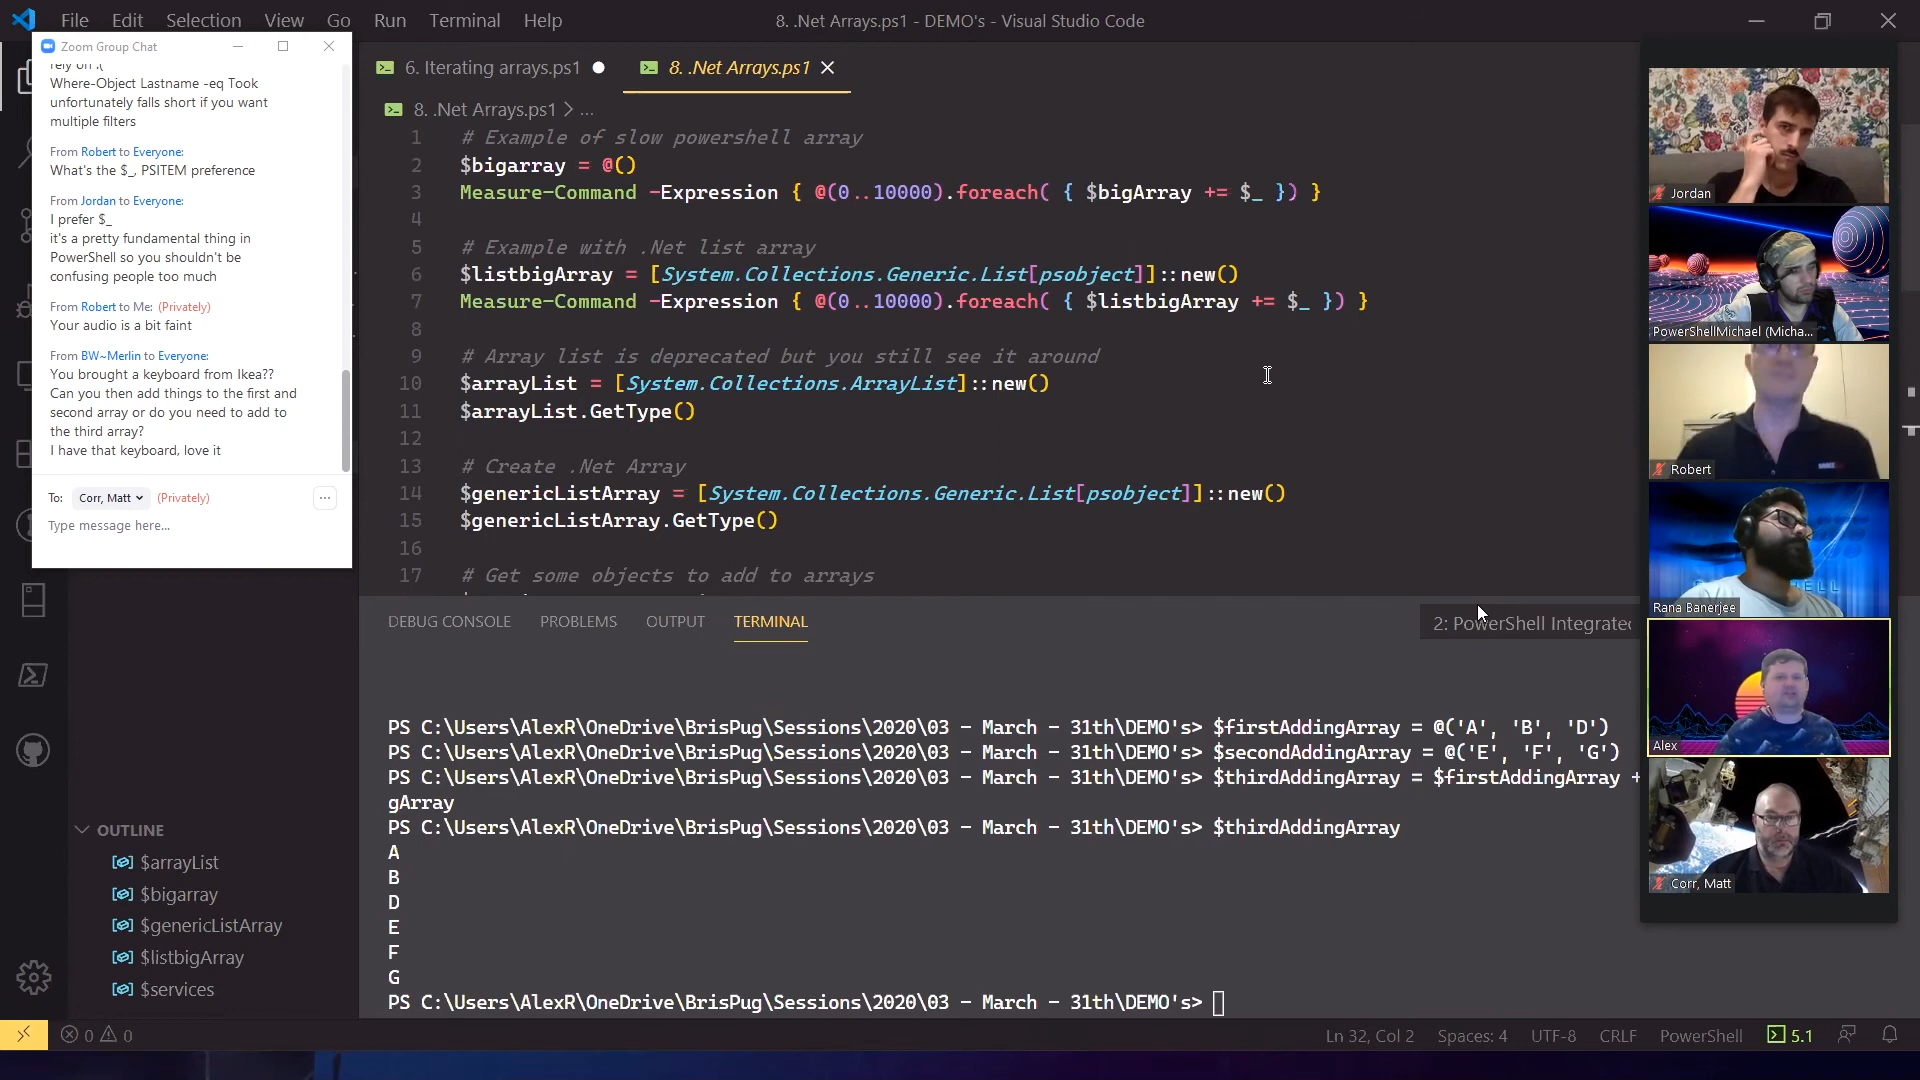 File Edit Selection View Go Run Terminal Help
8. .Net Arrays.ps1 - DEMO's - Visual Studio Code
Zoom Group Chat
rely on :(
Where-Object Lastname -eq Took
unfortunately falls short if you want
multiple filters
From Robert to Everyone:
What's the $_, PSITEM preference
From Jordan to Everyone:
I prefer $_
it's a pretty fundamental thing in
PowerShell so you shouldn't be
confusing people too much
From Robert to Me: (Privately)
Your audio is a bit faint
From BW~Merlin to Everyone:
You brought a keyboard from Ikea??
Can you then add things to the first and
second array or do you need to add to
the third array?
I have that keyboard, love it
To: Corr, Matt (Privately)
Type message here...
OUTLINE
$arrayList
$bigarray
$genericListArray
$listbigArray
$services
6. Iterating arrays.ps1
8. .Net Arrays.ps1
8. .Net Arrays.ps1 > ...
1 # Example of slow powershell array
2 $bigarray = @()
3 Measure-Command -Expression { @(0..10000).foreach( { $bigArray += $_ }) }
4
5 # Example with .Net list array
6 $listbigArray = [System.Collections.Generic.List[psobject]]::new()
7 Measure-Command -Expression { @(0..10000).foreach( { $listbigArray += $_ }) }
8
9 # Array list is deprecated but you still see it around
10 $arrayList = [System.Collections.ArrayList]::new()
11 $arrayList.GetType()
12
13 # Create .Net Array
14 $genericListArray = [System.Collections.Generic.List[psobject]]::new()
15 $genericListArray.GetType()
16
17 # Get some objects to add to arrays
DEBUG CONSOLE PROBLEMS OUTPUT TERMINAL
2: PowerShell Integrated
PS C:\Users\AlexR\OneDrive\BrisPug\Sessions\2020\03 - March - 31th\DEMO's> $firstAddingArray = @('A', 'B', 'D')
PS C:\Users\AlexR\OneDrive\BrisPug\Sessions\2020\03 - March - 31th\DEMO's> $secondAddingArray = @('E', 'F', 'G')
PS C:\Users\AlexR\OneDrive\BrisPug\Sessions\2020\03 - March - 31th\DEMO's> $thirdAddingArray = $firstAddingArray +
gArray
PS C:\Users\AlexR\OneDrive\BrisPug\Sessions\2020\03 - March - 31th\DEMO's> $thirdAddingArray
A
B
D
E
F
G
PS C:\Users\AlexR\OneDrive\BrisPug\Sessions\2020\03 - March - 31th\DEMO's>
Jordan
PowerShellMichael (Micha...
Robert
Rana Banerjee
Alex
Corr, Matt
0 0
Ln 32, Col 2 Spaces: 4 UTF-8 CRLF PowerShell 5.1